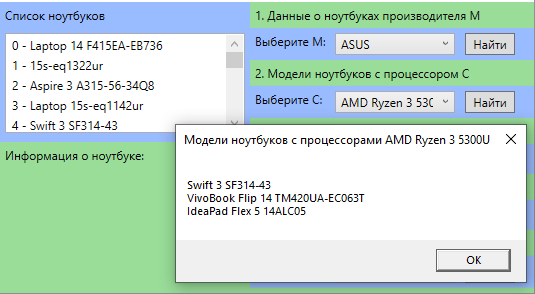 Список ноутбуков
0 - Laptop 14 F415EA-EB736
1 - 15s-eq1322ur
2 - Aspire 3 A315-56-34Q8
3 - Laptop 15s-eq1142ur
4 - Swift 3 SF314-43
Информация о ноутбуке:
1. Данные о ноутбуках производителя M
Выберите M:
ASUS
Найти
2. Модели ноутбуков с процессором C
Выберите C:
AMD Ryzen 3 530
Найти
Модели ноутбуков с процессорами AMD Ryzen 3 5300U
Swift 3 SF314-43
VivoBook Flip 14 TM420UA-EC063T
IdeaPad Flex 5 14ALC05
OK